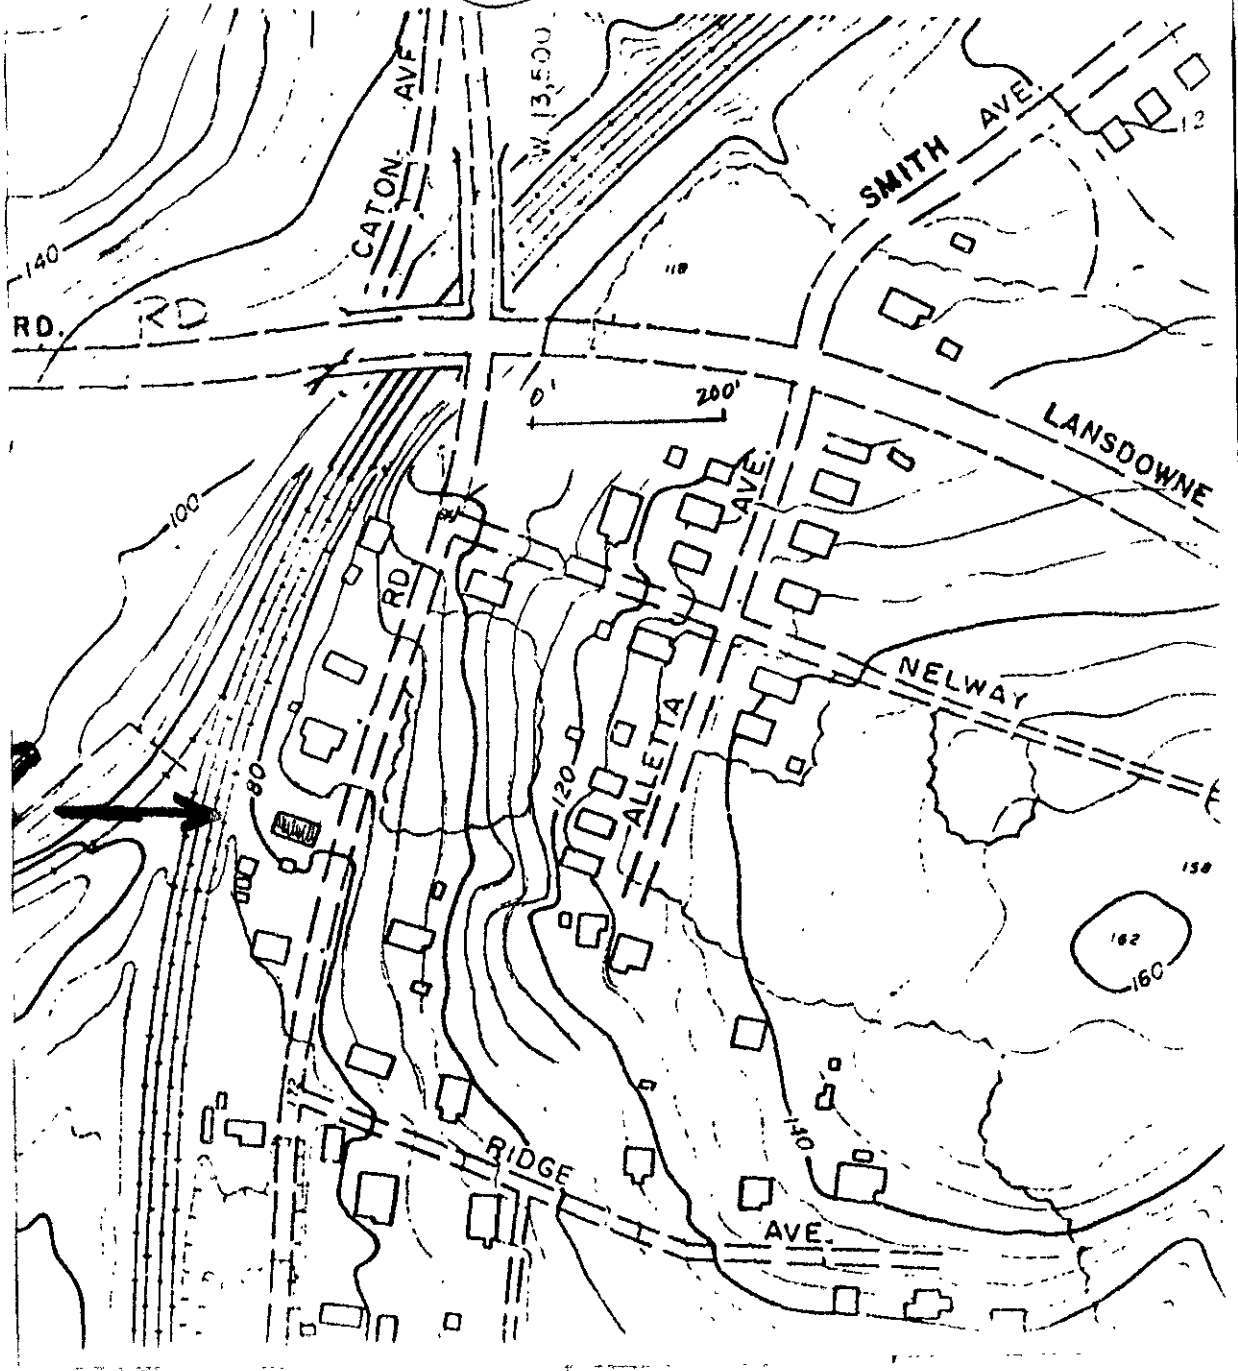 CATON AVE
W 13,500
SMITH AVE.
12
140
118
RD. RD
0' 200'
LANSDOWNE
AVE.
100
RD
NELWAY
80
120
ALLETTA
158
162
160
140
RIDGE
AVE.